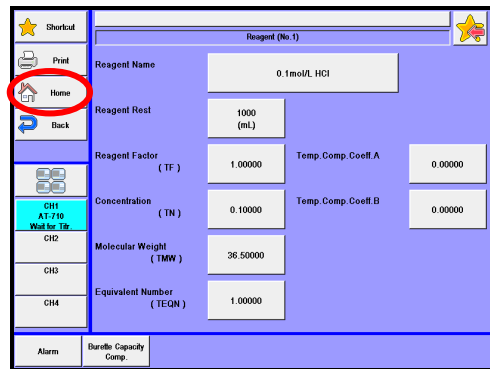 Shortcut
Reagent (No.1)
Print
Home
Back
Reagent Name
0.1mol/L HCl
Reagent Rest
1000
(mL)
Reagent Factor
( TF )
1.00000
Temp.Comp.Coeff.A
0.00000
Concentration
( TN )
0.10000
Temp.Comp.Coeff.B
0.00000
Molecular Weight
( TMW )
36.50000
Equivalent Number
( TEQN )
1.00000
CH1
AT-710
Wait for Titr.
CH2
CH3
CH4
Alarm
Burette Capacity
Comp.